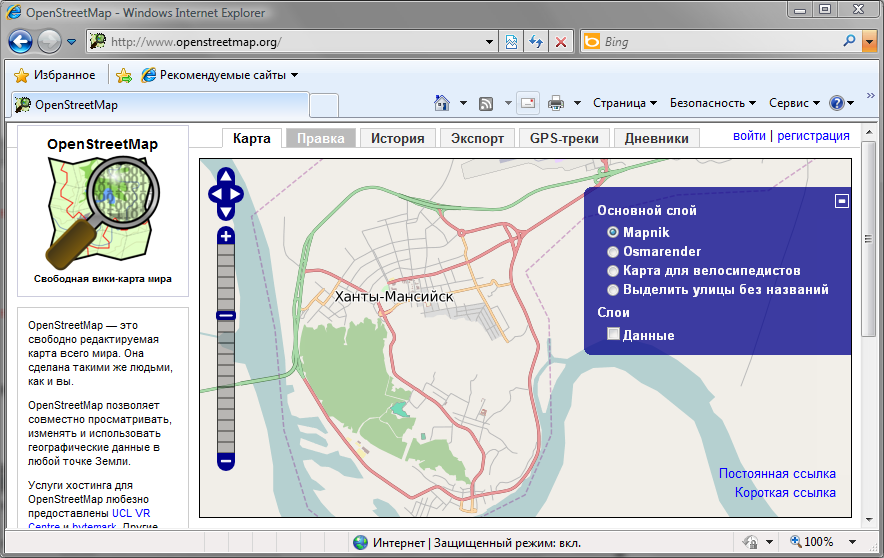 OpenStreetMap - Windows Internet Explorer
http://www.openstreetmap.org/
Bing
Избранное
Рекомендуемые сайты
OpenStreetMap
Страница
Безопасность
Сервис
OpenStreetMap
Свободная вики-карта мира
Карта
Правка
История
Экспорт
GPS-треки
Дневники
войти | регистрация
Ханты-Мансийск
Основной слой
Mapnik
Osmarender
Карта для велосипедистов
Выделить улицы без названий
Слои
Данные
Постоянная ссылка
Короткая ссылка
OpenStreetMap — это
свободно редактируемая
карта всего мира. Она
сделана такими же людьми,
как и вы.
OpenStreetMap позволяет
совместно просматривать,
изменять и использовать
географические данные в
любой точке Земли.
Услуги хостинга для
OpenStreetMap любезно
предоставлены UCL VR
Centre и bytemark. Другие
Интернет | Защищенный режим: вкл.
100%